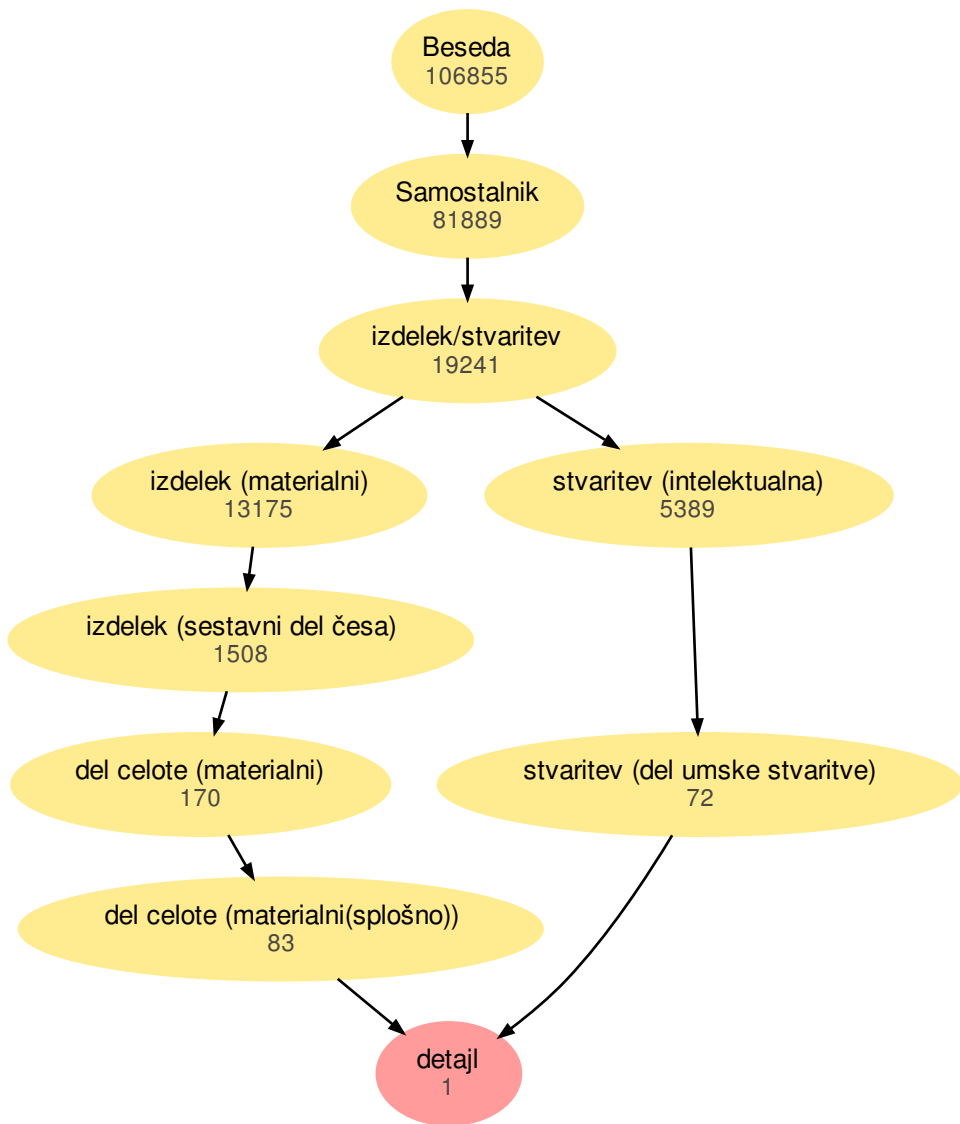 Beseda
106855
Samostalnik
81889
izdelek/stvaritev
19241
izdelek (materialni)
13175
stvaritev (intelektualna)
5389
izdelek (sestavni del česa)
1508
del celote (materialni)
170
stvaritev (del umske stvaritve)
72
del celote (materialni(splošno))
83
detajl
1